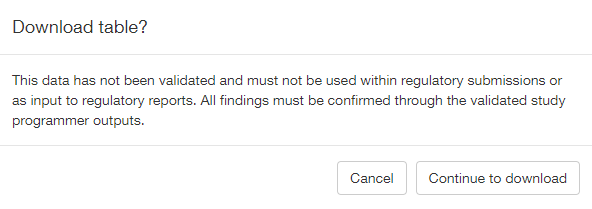 Download table?
This data has not been validated and must not be used within regulatory submissions or
as input to regulatory reports. All findings must be confirmed through the validated study
programmer outputs.
Cancel Continue to download